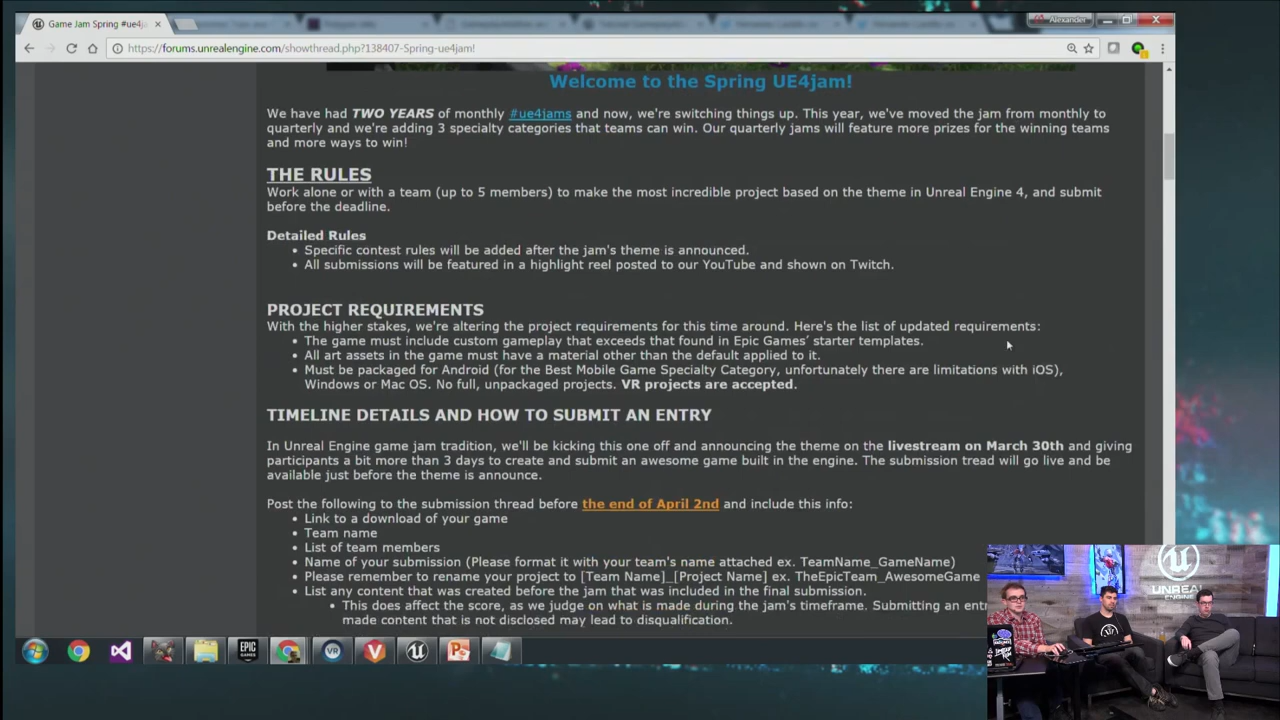 Game Jam Spring #ue4j
Alexander
https://forums.unrealengine.com/showthread.php?138407-Spring-ue4jam!
Welcome to the Spring UE4jam!
We have had TWO YEARS of monthly #ue4jams and now, we're switching things up. This year, we've moved the jam from monthly to
quarterly and we're adding 3 specialty categories that teams can win. Our quarterly jams will feature more prizes for the winning teams
and more ways to win!
THE RULES
Work alone or with a team (up to 5 members) to make the most incredible project based on the theme in Unreal Engine 4, and submit
before the deadline.
Detailed Rules
• Specific contest rules will be added after the jam's theme is announced.
• All submissions will be featured in a highlight reel posted to our YouTube and shown on Twitch.
PROJECT REQUIREMENTS
With the higher stakes, we're altering the project requirements for this time around. Here's the list of updated requirements:
• The game must include custom gameplay that exceeds that found in Epic Games´ starter templates.
• All art assets in the game must have a material other than the default applied to it.
• Must be packaged for Android (for the Best Mobile Game Specialty Category, unfortunately there are limitations with iOS),
Windows or Mac OS. No full, unpackaged projects. VR projects are accepted.
TIMELINE DETAILS AND HOW TO SUBMIT AN ENTRY
In Unreal Engine game jam tradition, we'll be kicking this one off and announcing the theme on the livestream on March 30th and giving
participants a bit more than 3 days to create and submit an awesome game built in the engine. The submission tread will go live and be
available just before the theme is announce.
Post the following to the submission thread before the end of April 2nd and include this info:
• Link to a download of your game
• Team name
• List of team members
• Name of your submission (Please format it with your team's name attached ex. TeamName_GameName)
• Please remember to rename your project to [Team Name]_[Project Name] ex. TheEpicTeam_AwesomeGame
• List any content that was created before the jam that was included in the final submission.
• This does affect the score, as we judge on what is made during the jam's timeframe. Submitting an entr
made content that is not disclosed may lead to disqualification.
EPIC
GAMES
VR
UNREAL
ENGINE